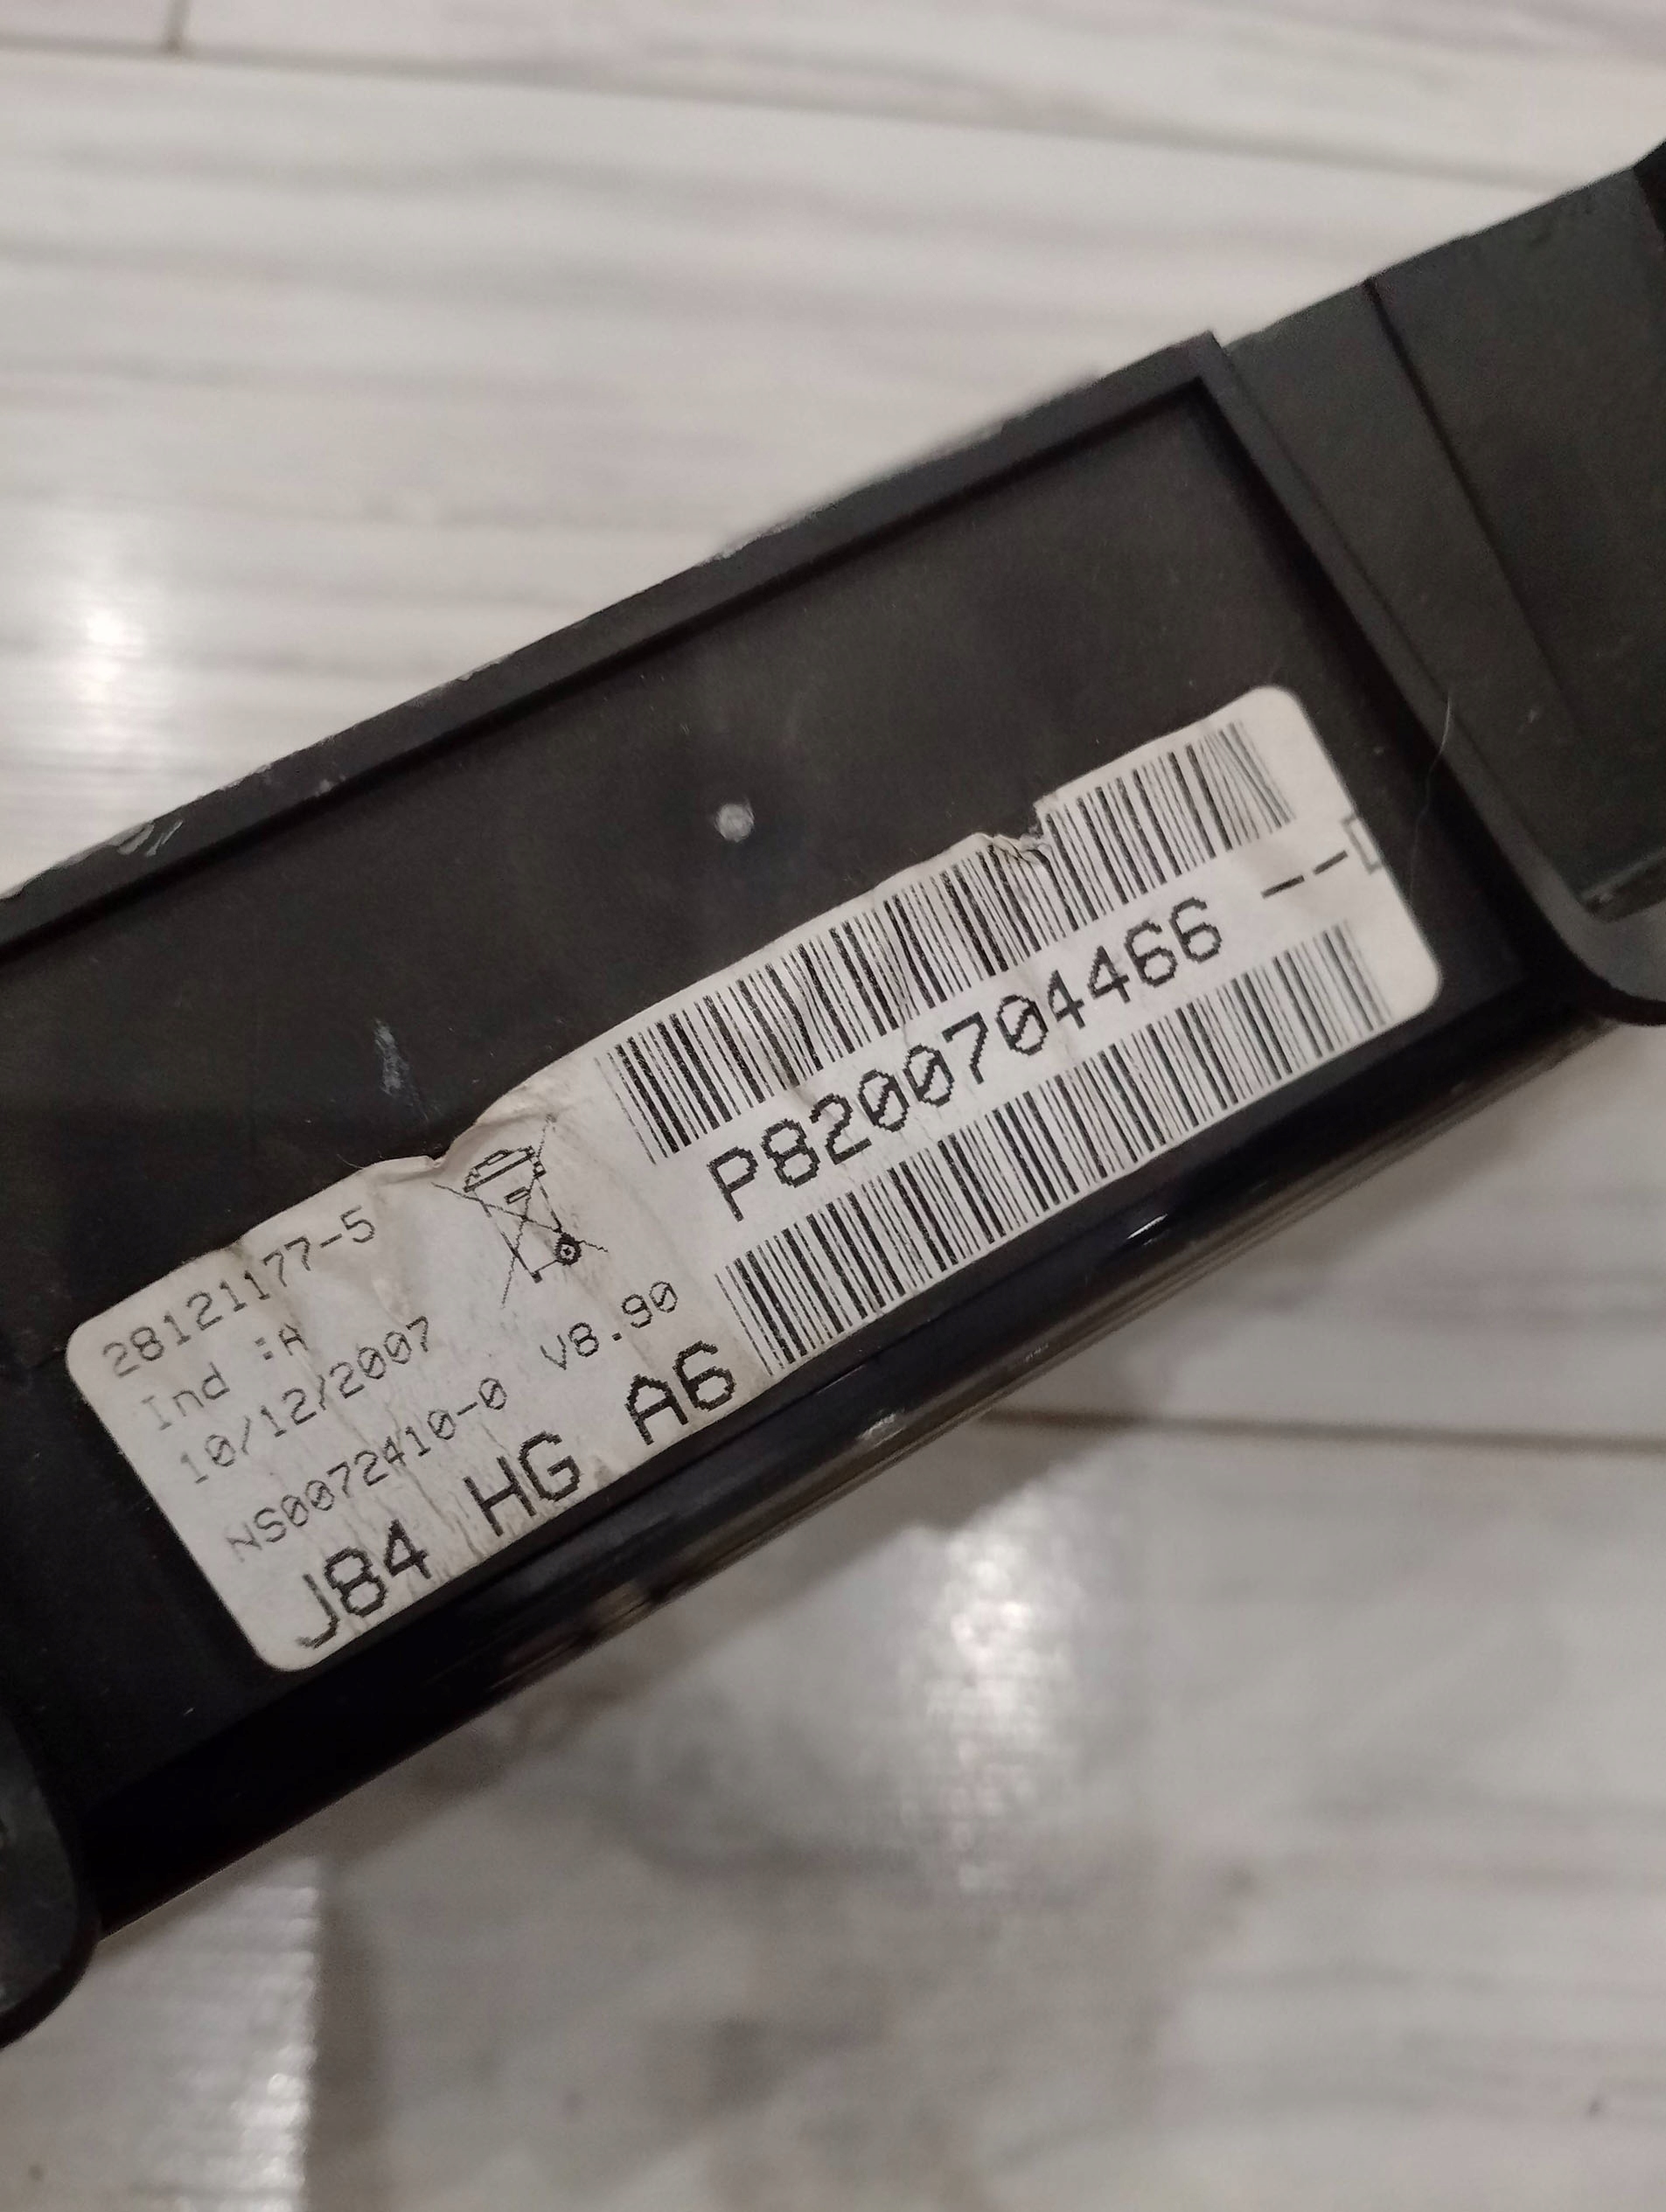 28121177-5
Ind :A
10/12/2007
NS0072410-0 V8.90
J84 HG A6
P8200704466 --